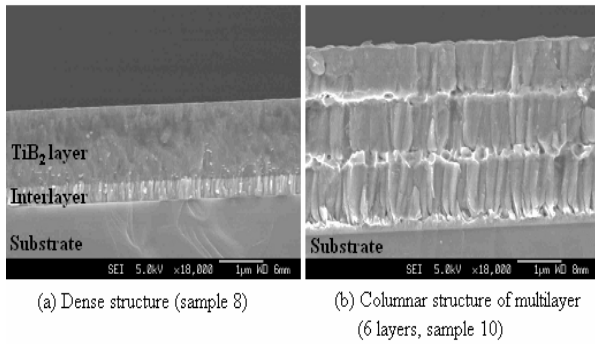 TiB₂ layer
Interlayer
Substrate
SEI 5.0kV ×18,000 1μm WD 6mm
(a) Dense structure (sample 8)
Substrate
SEI 5.0kV ×18,000 1μm WD 8mm
(b) Columnar structure of multilayer
(6 layers, sample 10)